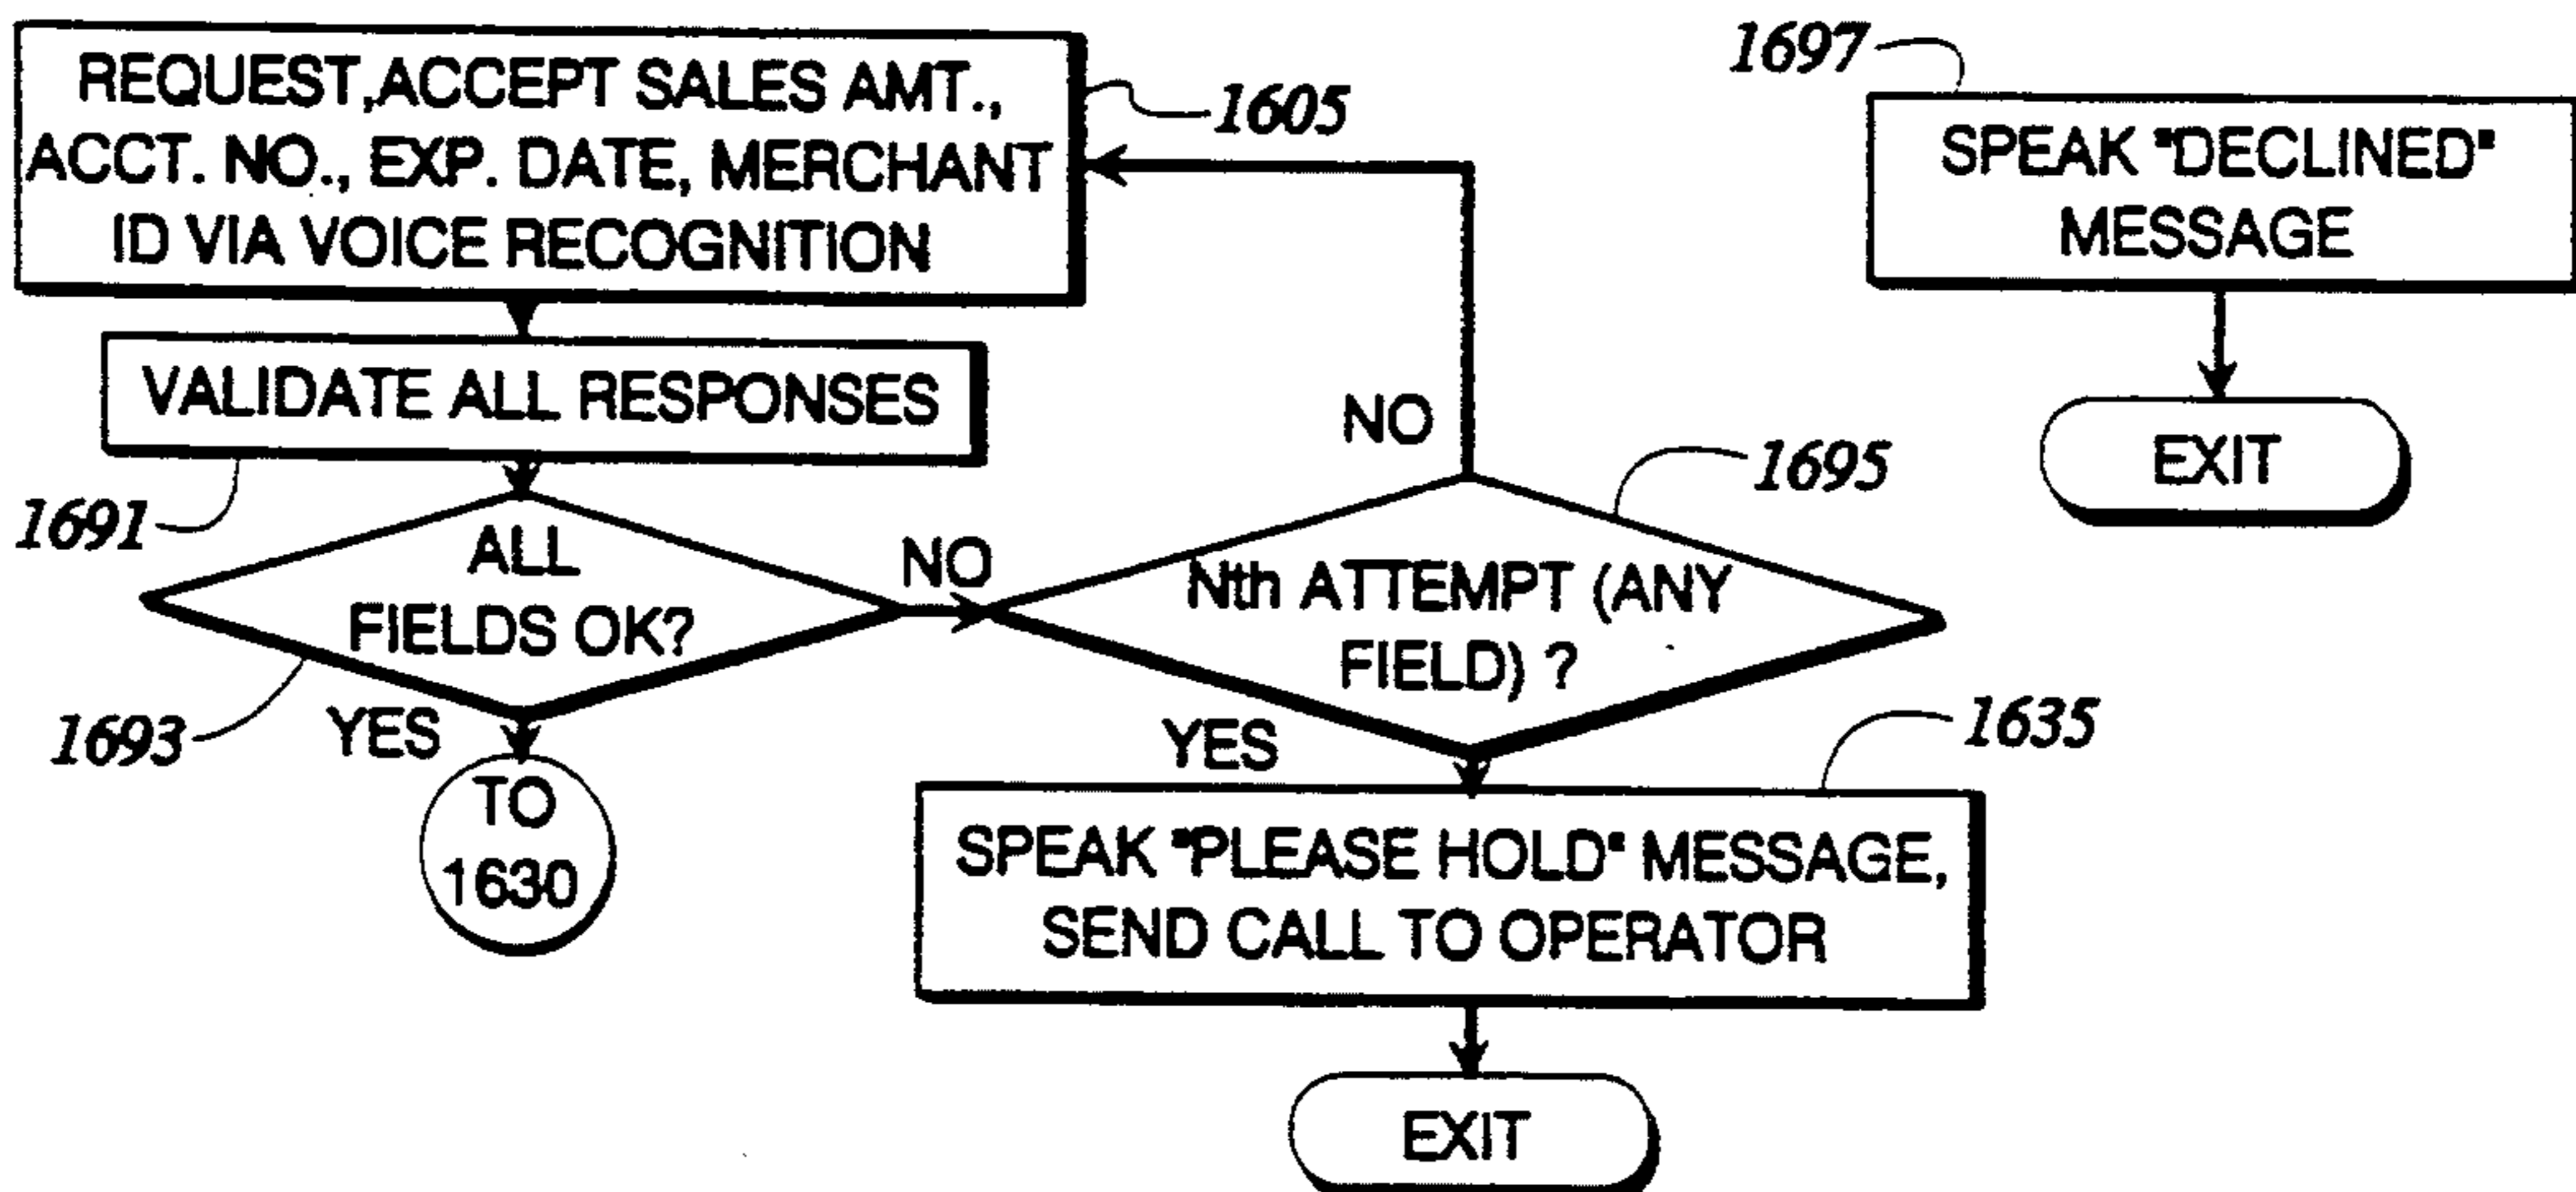 REQUEST,ACCEPT SALES AMT.,
ACCT. NO., EXP. DATE, MERCHANT
ID VIA VOICE RECOGNITION
1605
VALIDATE ALL RESPONSES
1691
ALL
FIELDS OK?
1693
YES
TO
1630
NO
Nth ATTEMPT (ANY
FIELD) ?
1695
NO
YES
SPEAK "PLEASE HOLD" MESSAGE,
SEND CALL TO OPERATOR
1635
EXIT
1697
SPEAK "DECLINED"
MESSAGE
EXIT